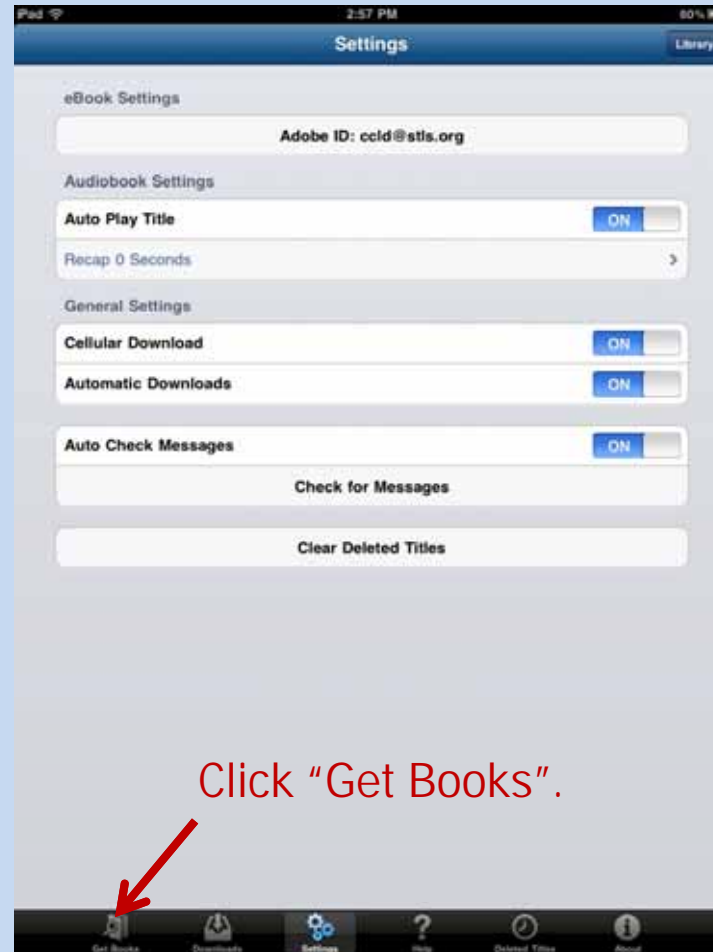 iPad 2:57 PM 80%
Settings Library
eBook Settings
Adobe ID: ccld@stls.org
Audiobook Settings
Auto Play Title ON
Recap 0 Seconds
General Settings
Cellular Download ON
Automatic Downloads ON
Auto Check Messages ON
Check for Messages
Clear Deleted Titles
Click “Get Books”.
Get Books Downloads Settings Help Deleted Titles About